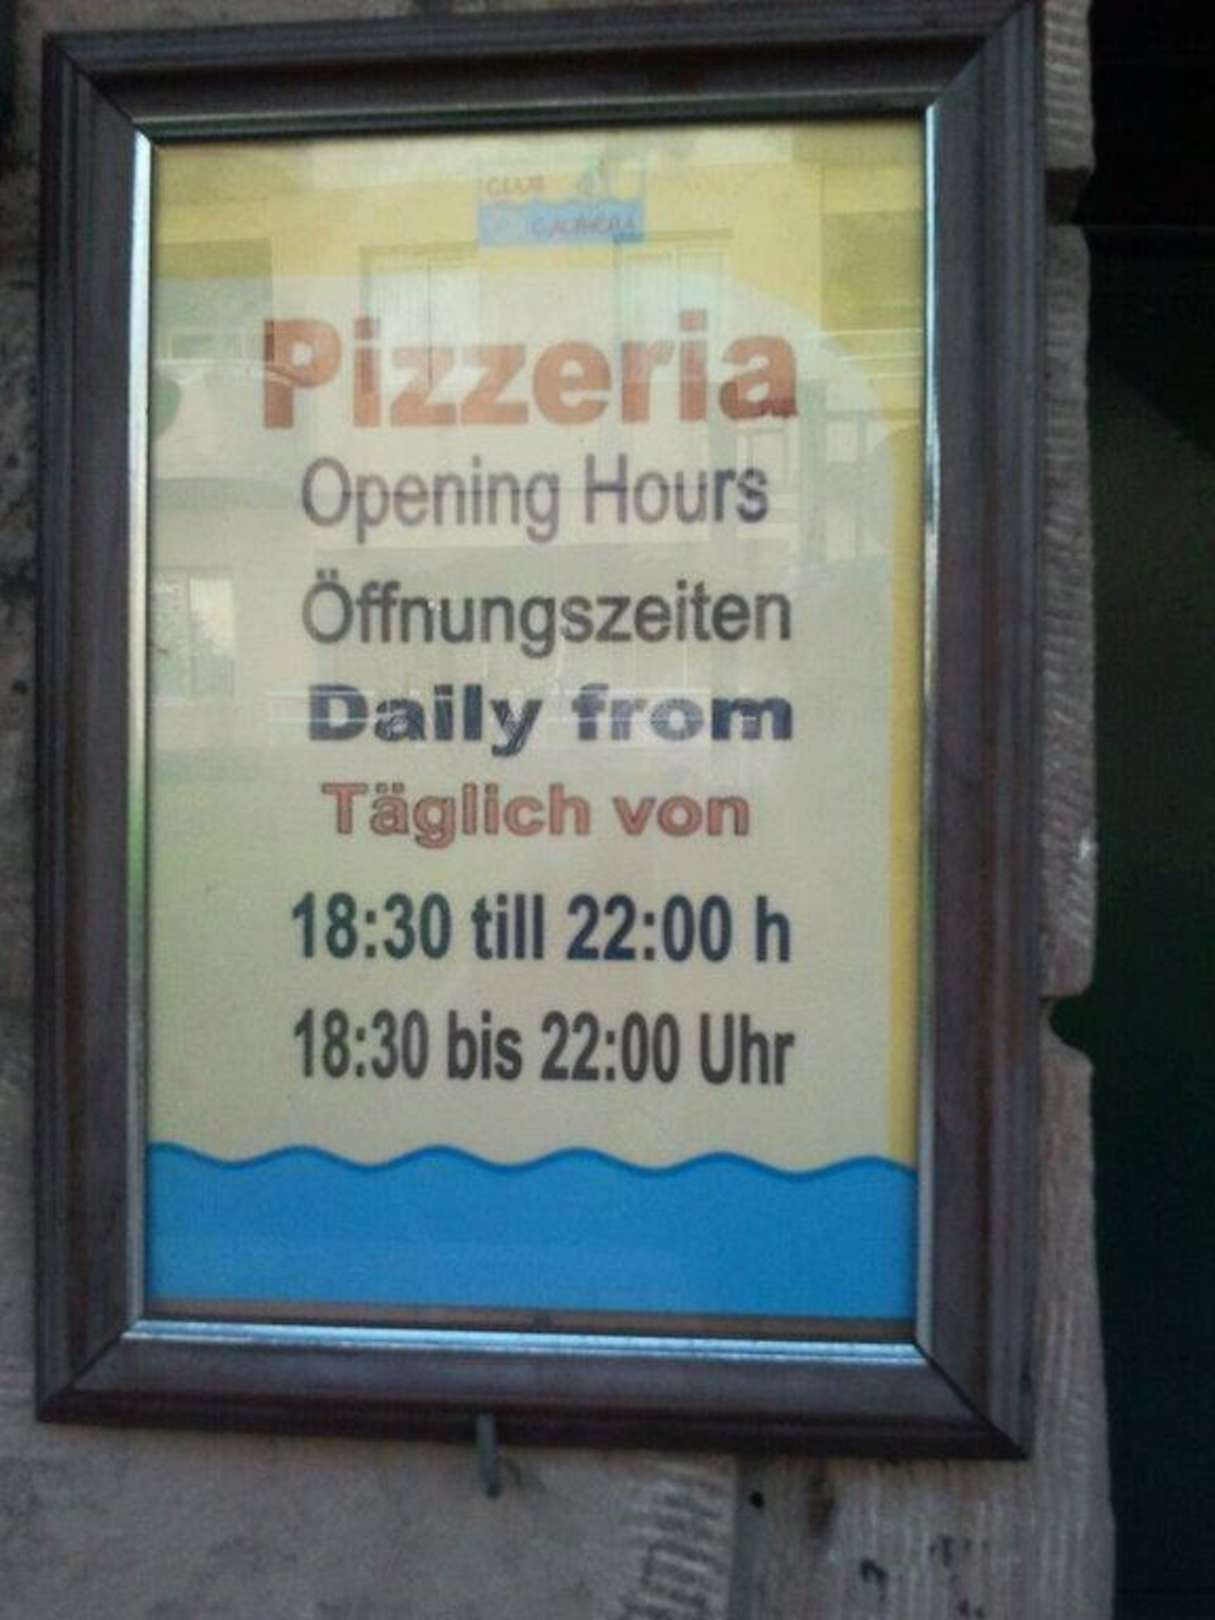 CLUB
Pizzeria
Opening Hours
Öffnungszeiten
Daily from
Täglich von
18:30 till 22:00 h
18:30 bis 22:00 Uhr